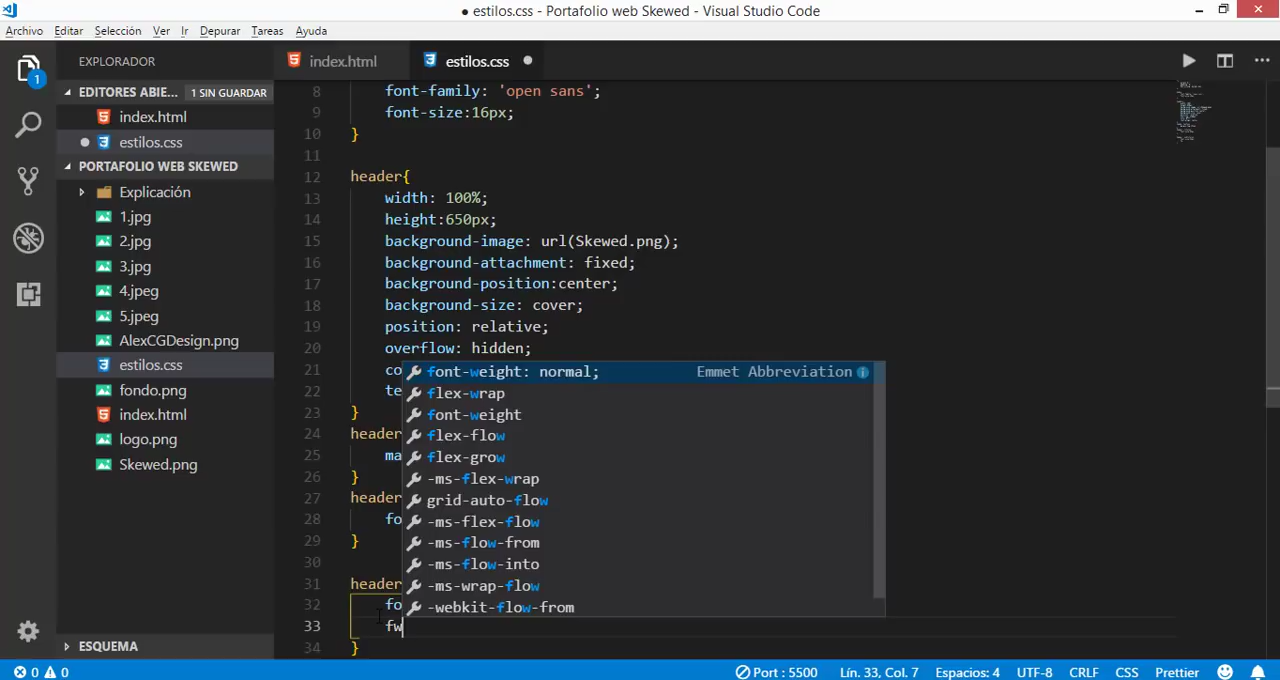 ● estilos.css - Portafolio web Skewed - Visual Studio Code
Archivo Editar Selección Ver Ir Depurar Tareas Ayuda
EXPLORADOR
index.html
estilos.css ●
EDITORES ABIE... 1 SIN GUARDAR
index.html
● estilos.css
PORTAFOLIO WEB SKEWED
Explicación
1.jpg
2.jpg
3.jpg
4.jpeg
5.jpeg
AlexCGDesign.png
estilos.css
fondo.png
index.html
logo.png
Skewed.png
ESQUEMA
1
8 font-family: 'open sans';
9 font-size:16px;
10 }
11
12 header{
13 width: 100%;
14 height:650px;
15 background-image: url(Skewed.png);
16 background-attachment: fixed;
17 background-position:center;
18 background-size: cover;
19 position: relative;
20 overflow: hidden;
21 co
22 te
23 }
24 header
25 ma
26 }
27 header
28 fo
29 }
30
31 header
32 fo
33 fw
34 }
font-weight: normal; Emmet Abbreviation
flex-wrap
font-weight
flex-flow
flex-grow
-ms-flex-wrap
grid-auto-flow
-ms-flex-flow
-ms-flow-from
-ms-flow-into
-ms-wrap-flow
-webkit-flow-from
0 0 Port : 5500 Lín. 33, Col. 7 Espacios: 4 UTF-8 CRLF CSS Prettier